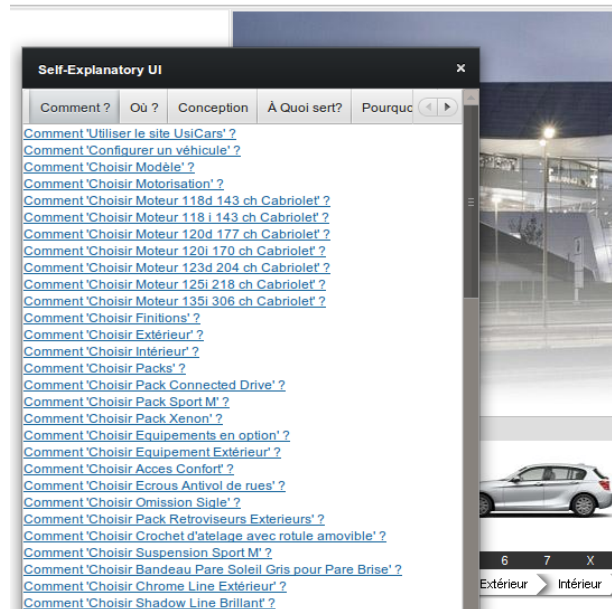 Self-Explanatory UI ×
Comment ? Où ? Conception À Quoi sert? Pourquc
Comment 'Utiliser le site UsiCars' ?
Comment 'Configurer un véhicule' ?
Comment 'Choisir Modèle' ?
Comment 'Choisir Motorisation' ?
Comment 'Choisir Moteur 118d 143 ch Cabriolet' ?
Comment 'Choisir Moteur 118 i 143 ch Cabriolet' ?
Comment 'Choisir Moteur 120d 177 ch Cabriolet' ?
Comment 'Choisir Moteur 120i 170 ch Cabriolet' ?
Comment 'Choisir Moteur 123d 204 ch Cabriolet' ?
Comment 'Choisir Moteur 125i 218 ch Cabriolet' ?
Comment 'Choisir Moteur 135i 306 ch Cabriolet' ?
Comment 'Choisir Finitions' ?
Comment 'Choisir Extérieur' ?
Comment 'Choisir Intérieur' ?
Comment 'Choisir Packs' ?
Comment 'Choisir Pack Connected Drive' ?
Comment 'Choisir Pack Sport M' ?
Comment 'Choisir Pack Xenon' ?
Comment 'Choisir Equipements en option' ?
Comment 'Choisir Equipement Extérieur' ?
Comment 'Choisir Acces Confort' ?
Comment 'Choisir Ecrous Antivol de rues' ?
Comment 'Choisir Omission Sigle' ?
Comment 'Choisir Pack Retroviseurs Exterieurs' ?
Comment 'Choisir Crochet d'atelage avec rotule amovible' ?
Comment 'Choisir Suspension Sport M' ?
Comment 'Choisir Bandeau Pare Soleil Gris pour Pare Brise' ?
Comment 'Choisir Chrome Line Extérieur' ?
Comment 'Choisir Shadow Line Brillant' ?
6 7 X
Extérieur Intérieur